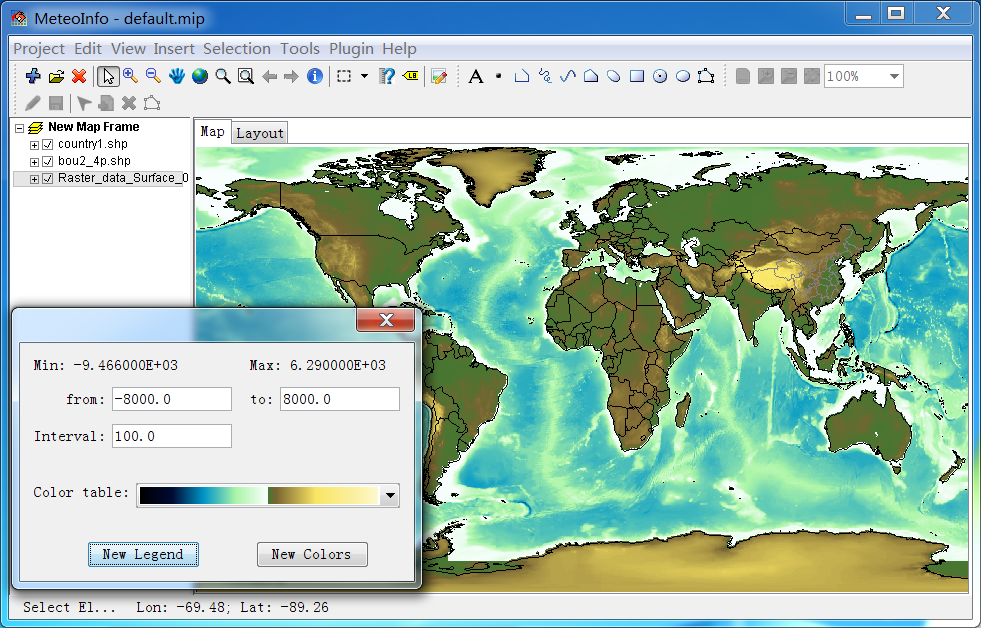 MeteoInfo - default.mip
Project Edit View Insert Selection Tools Plugin Help
LB
A
100%
New Map Frame
country1.shp
bou2_4p.shp
Raster_data_Surface_0
Map Layout
Min: -9.466000E+03 Max: 6.290000E+03
from: -8000.0 to: 8000.0
Interval: 100.0
Color table:
New Legend New Colors
Select El... Lon: -69.48; Lat: -89.26